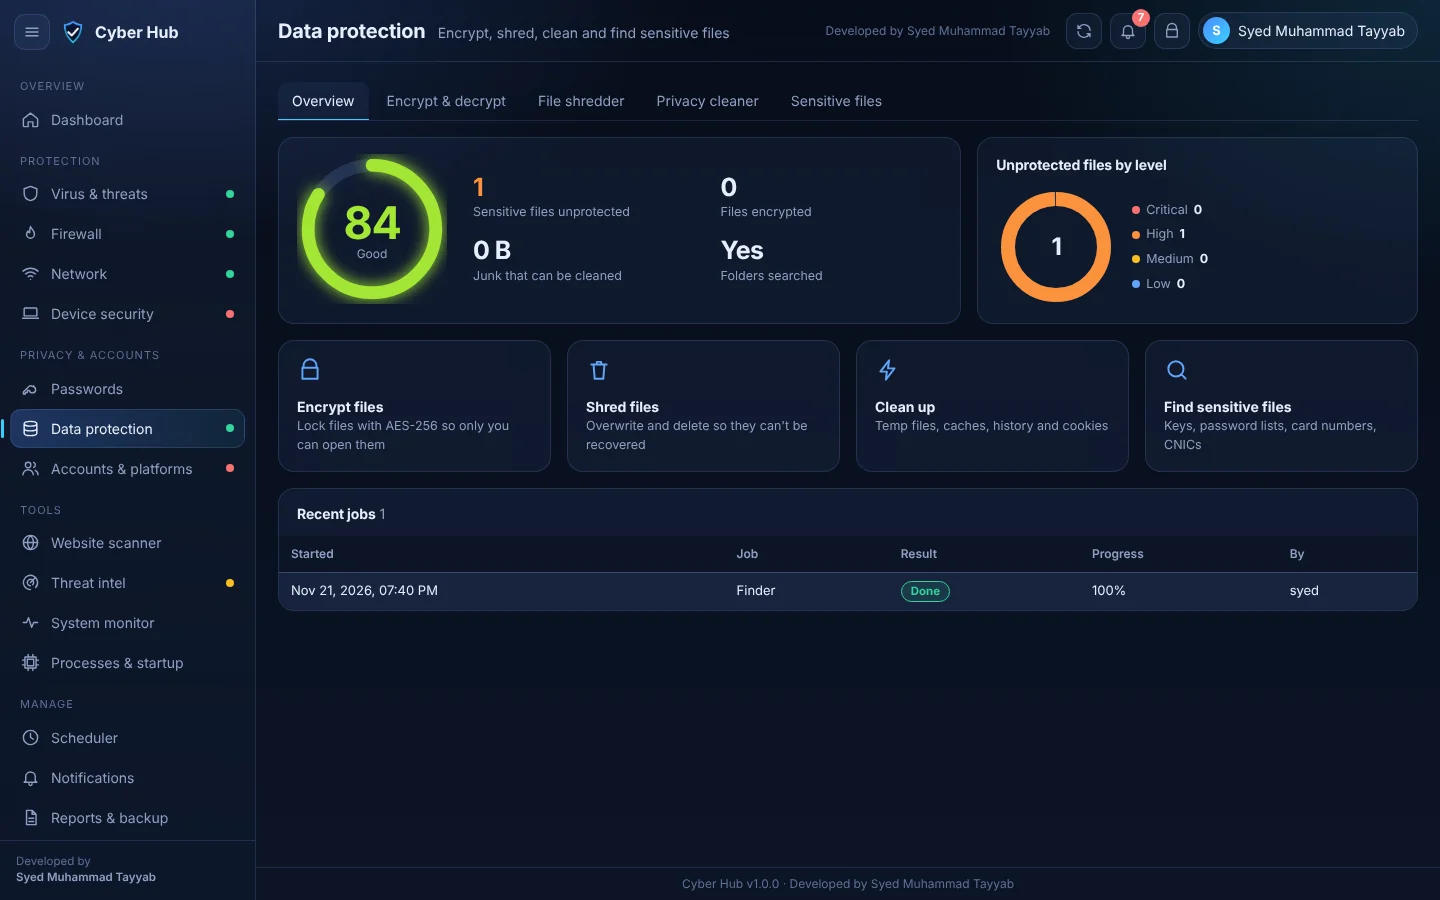 Cyber Hub
OVERVIEW
Dashboard
PROTECTION
Virus & threats
Firewall
Network
Device security
PRIVACY & ACCOUNTS
Passwords
Data protection
Accounts & platforms
TOOLS
Website scanner
Threat intel
System monitor
Processes & startup
MANAGE
Scheduler
Notifications
Reports & backup
Developed by
Syed Muhammad Tayyab
Data protection Encrypt, shred, clean and find sensitive files
Developed by Syed Muhammad Tayyab
7
S Syed Muhammad Tayyab
Overview Encrypt & decrypt File shredder Privacy cleaner Sensitive files
84
Good
1
Sensitive files unprotected
0
Files encrypted
0 B
Junk that can be cleaned
Yes
Folders searched
Unprotected files by level
1
Critical 0
High 1
Medium 0
Low 0
Encrypt files
Lock files with AES-256 so only you
can open them
Shred files
Overwrite and delete so they can't be
recovered
Clean up
Temp files, caches, history and cookies
Find sensitive files
Keys, password lists, card numbers,
CNICs
Recent jobs 1
Started Job Result Progress By
Nov 21, 2026, 07:40 PM Finder Done 100% syed
Cyber Hub v1.0.0 · Developed by Syed Muhammad Tayyab